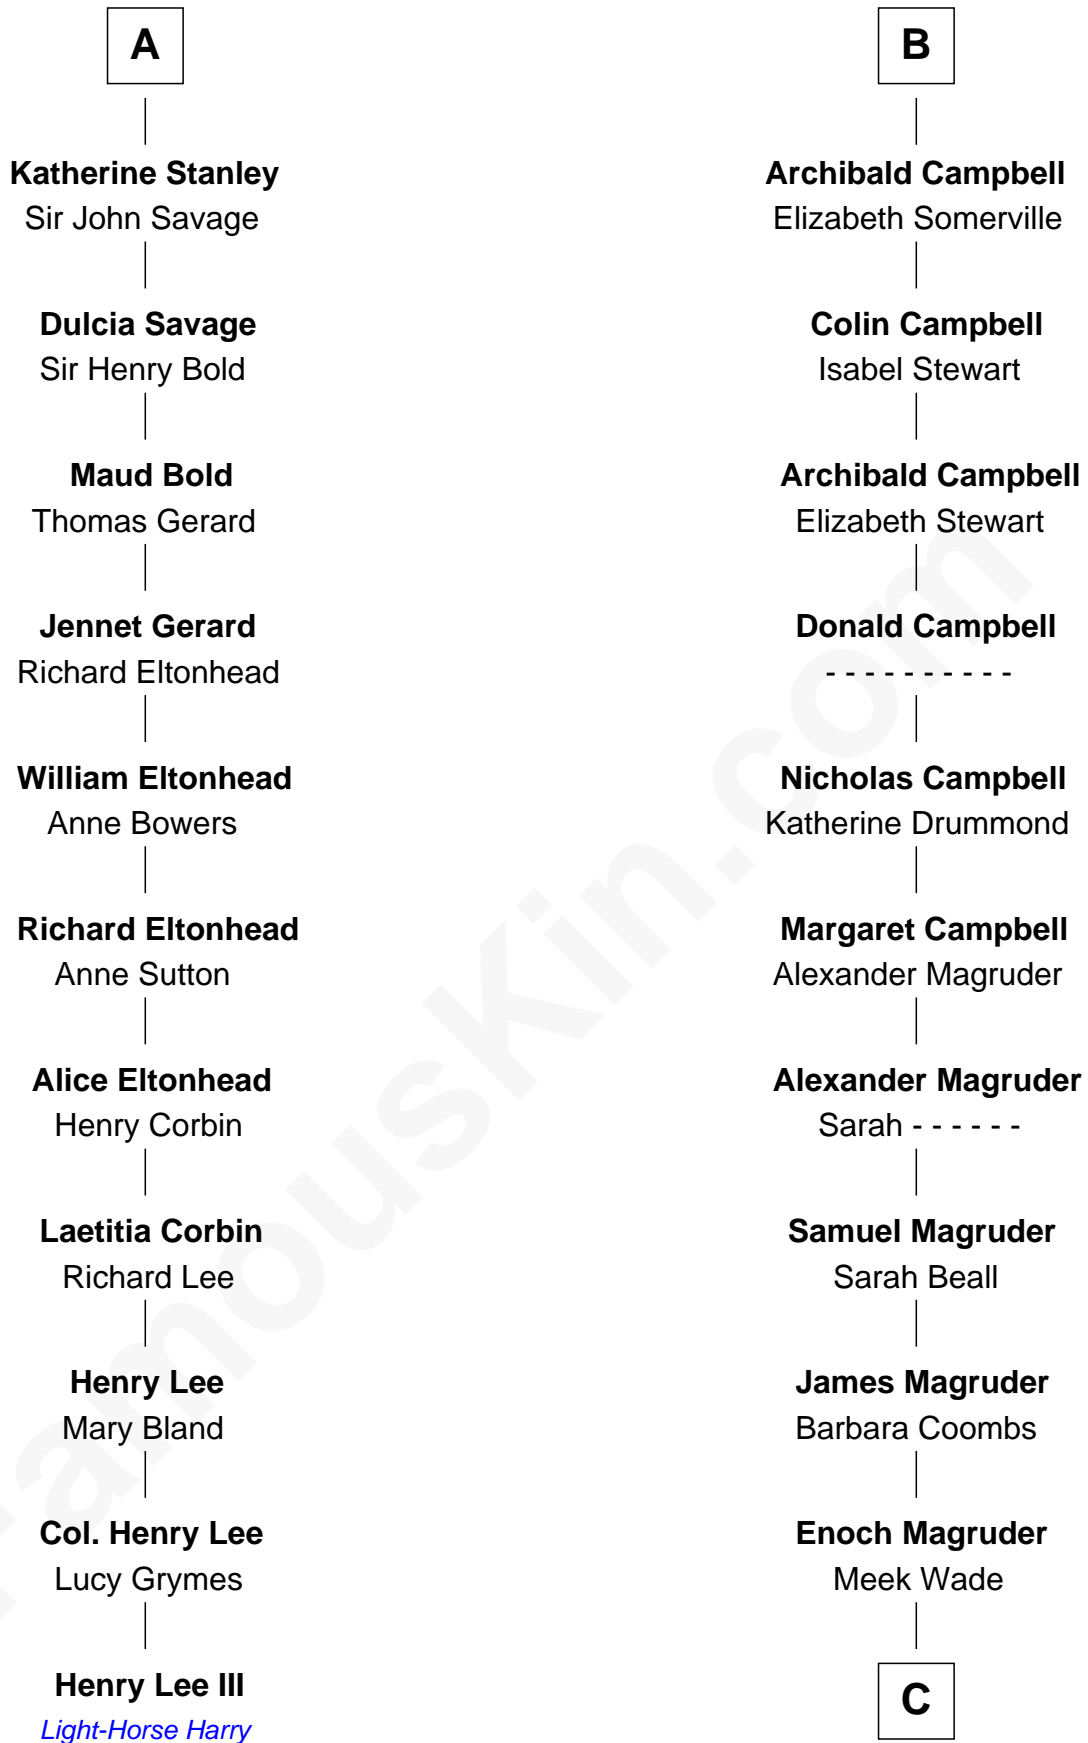 A
Katherine Stanley
Sir John Savage
Dulcia Savage
Sir Henry Bold
Maud Bold
Thomas Gerard
Jennet Gerard
Richard Eltonhead
William Eltonhead
Anne Bowers
Richard Eltonhead
Anne Sutton
Alice Eltonhead
Henry Corbin
Laetitia Corbin
Richard Lee
Henry Lee
Mary Bland
Col. Henry Lee
Lucy Grymes
Henry Lee III
Light-Horse Harry
B
Archibald Campbell
Elizabeth Somerville
Colin Campbell
Isabel Stewart
Archibald Campbell
Elizabeth Stewart
Donald Campbell
- - - - - - - - - -
Nicholas Campbell
Katherine Drummond
Margaret Campbell
Alexander Magruder
Alexander Magruder
Sarah - - - - - -
Samuel Magruder
Sarah Beall
James Magruder
Barbara Coombs
Enoch Magruder
Meek Wade
C
FamousKin.com